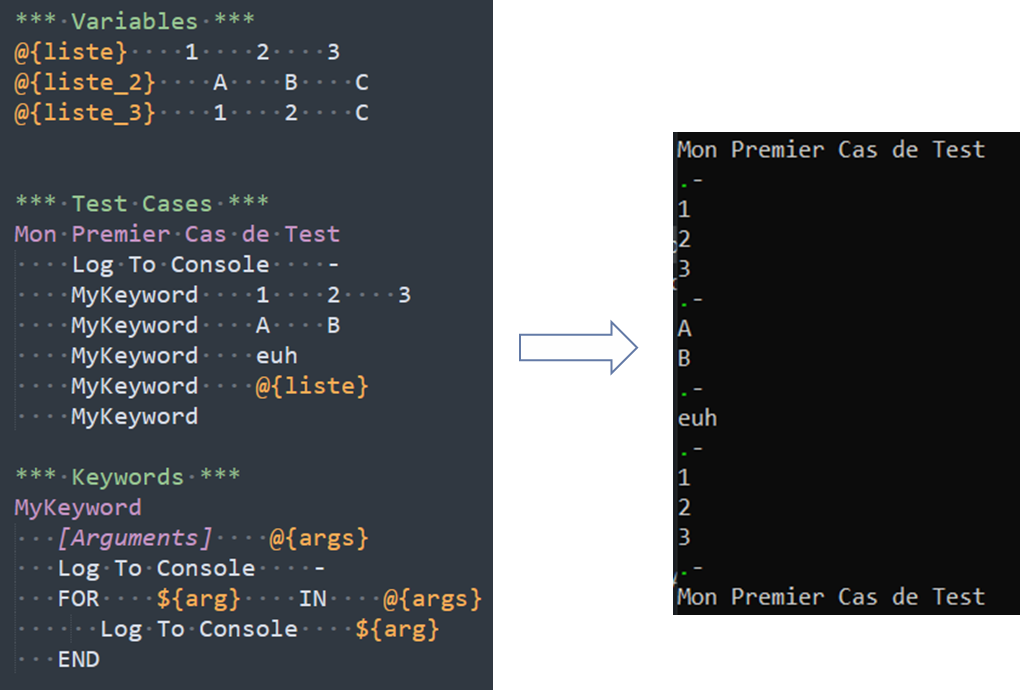 *** Variables ***
@{liste}    1    2    3
@{liste_2}    A    B    C
@{liste_3}    1    2    C
*** Test Cases ***
Mon Premier Cas de Test
    Log To Console    -
    MyKeyword    1    2    3
    MyKeyword    A    B
    MyKeyword    euh
    MyKeyword    @{liste}
    MyKeyword
*** Keywords ***
MyKeyword
   [Arguments]    @{args}
   Log To Console    -
   FOR    ${arg}    IN    @{args}
      Log To Console    ${arg}
   END
Mon Premier Cas de Test
.-
1
2
3
.-
A
B
.-
euh
.-
1
2
3
.-
Mon Premier Cas de Test